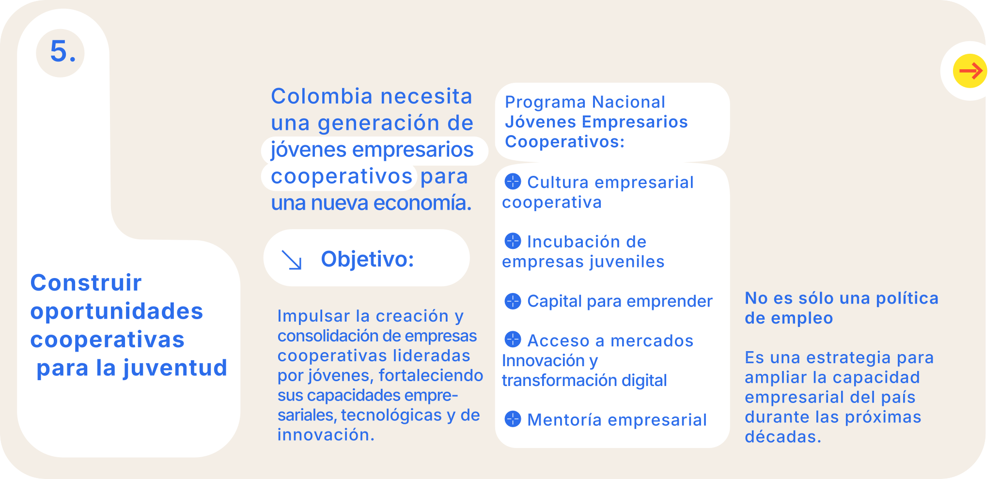 5.
Construir
oportunidades
cooperativas
para la juventud
Colombia necesita
una generación de
jóvenes empresarios
cooperativos para
una nueva economía.
Objetivo:
Impulsar la creación y
consolidación de empresas
cooperativas lideradas
por jóvenes, fortaleciendo
sus capacidades empre-
sariales, tecnológicas y de
innovación.
Programa Nacional
Jóvenes Empresarios
Cooperativos:
Cultura empresarial
cooperativa
Incubación de
empresas juveniles
Capital para emprender
Acceso a mercados
Innovación y
transformación digital
Mentoría empresarial
No es sólo una política
de empleo
Es una estrategia para
ampliar la capacidad
empresarial del país
durante las próximas
décadas.